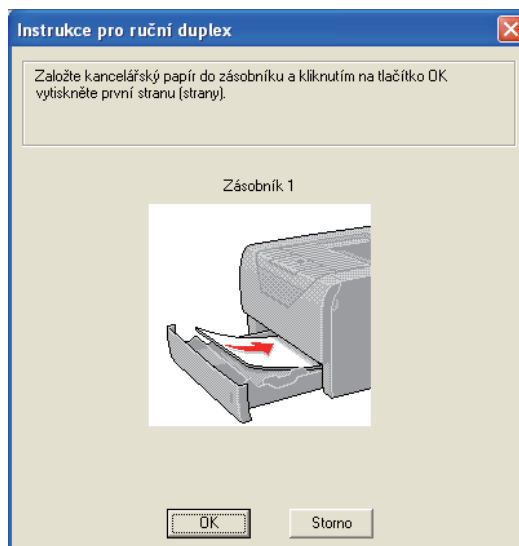 Instrukce pro ruční duplex
Založte kancelářský papír do zásobníku a kliknutím na tlačítko OK
vytiskněte první stranu (strany).
Zásobník 1
OK
Storno